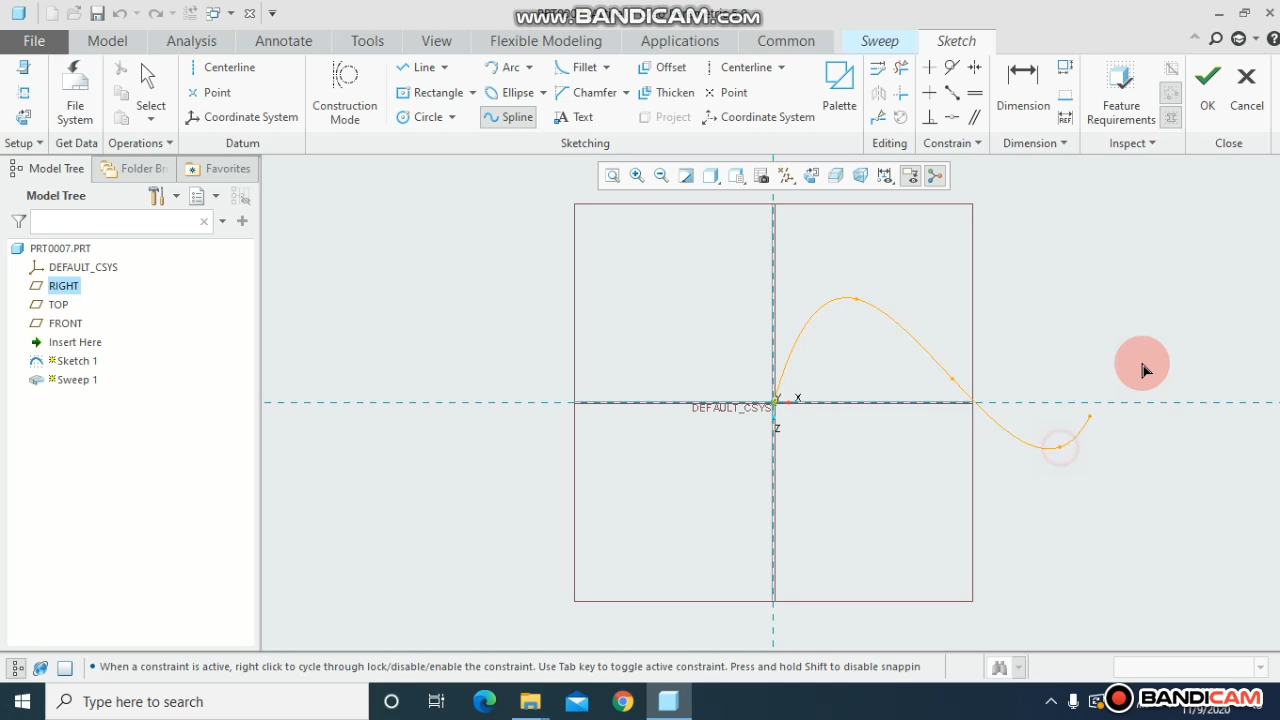 www.BANDICAM.com
File Model Analysis Annotate Tools View Flexible Modeling Applications Common Sweep Sketch
Setup
File System
Get Data
Select
Operations
Centerline
Point
Coordinate System
Datum
Construction Mode
Line Arc Fillet Offset Centerline
Rectangle Ellipse Chamfer Thicken Point
Circle Spline Text Project Coordinate System
Palette
Sketching
Editing
Constrain
Dimension
Dimension
Feature Requirements
Inspect
OK
Cancel
Close
Model Tree Folder Br Favorites
Model Tree
PRT0007.PRT
DEFAULT_CSYS
RIGHT
TOP
FRONT
Insert Here
Sketch 1
Sweep 1
Y X
DEFAULT_CSYS
Z
• When a constraint is active, right click to cycle through lock/disable/enable the constraint. Use Tab key to toggle active constraint. Press and hold Shift to disable snappin
Type here to search
BANDICAM
11/9/2020